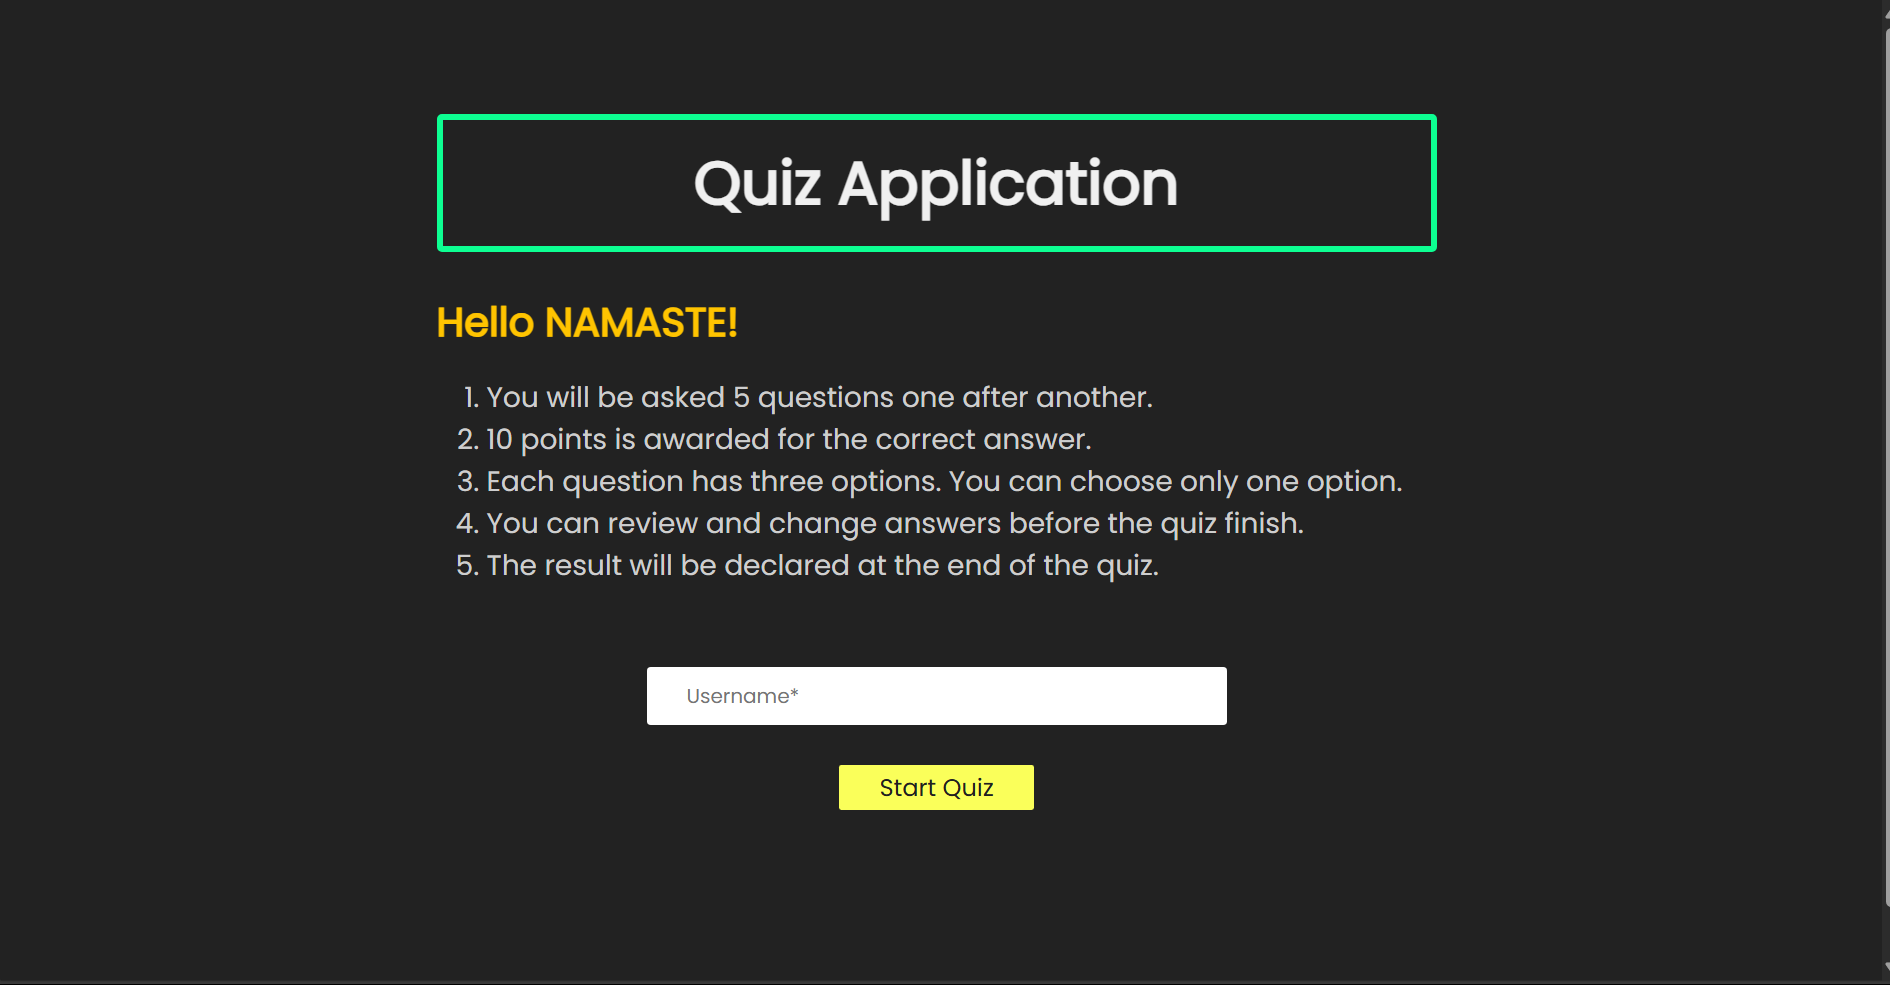 Quiz Application
Hello NAMASTE!
1. You will be asked 5 questions one after another.
2. 10 points is awarded for the correct answer.
3. Each question has three options. You can choose only one option.
4. You can review and change answers before the quiz finish.
5. The result will be declared at the end of the quiz.
Username*
Start Quiz